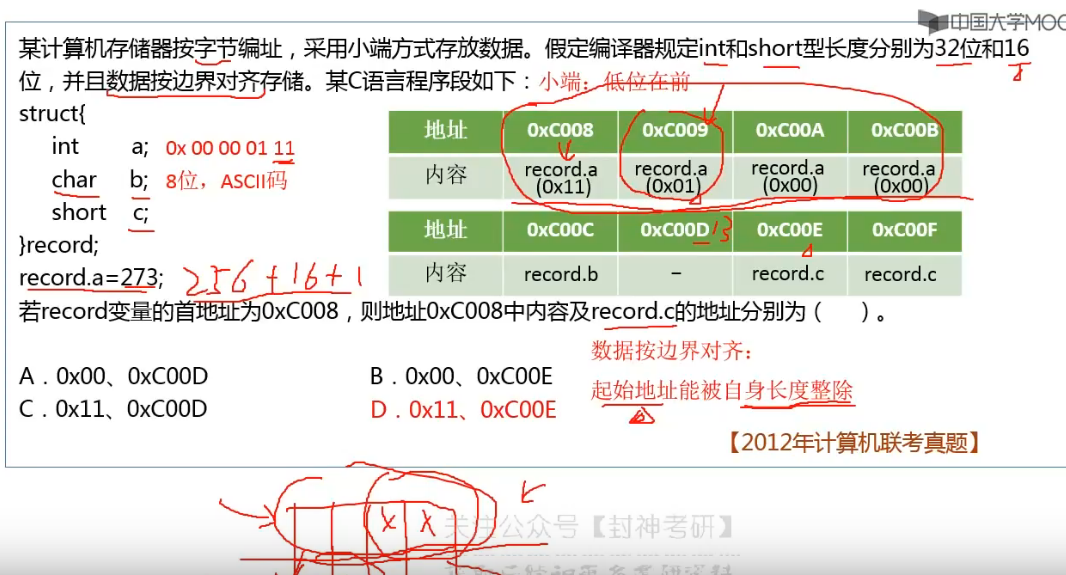 中国大学MOO
某计算机存储器按字节编址，采用小端方式存放数据。假定编译器规定int和short型长度分别为32位和16
位，并且数据按边界对齐存储。某C语言程序段如下：小端：低位在前
struct{
int a; 0x 00 00 01 11
char b; 8位，ASCII码
short c;
}record;
record.a=273; 256+16+1
地址 0xC008 0xC009 0xC00A 0xC00B
内容 record.a (0x11) record.a (0x01) record.a (0x00) record.a (0x00)
地址 0xC00C 0xC00D 13 0xC00E 0xC00F
内容 record.b – record.c record.c
若record变量的首地址为0xC008，则地址0xC008中内容及record.c的地址分别为（ ）。
A．0x00、0xC00D B．0x00、0xC00E
C．0x11、0xC00D D．0x11、0xC00E
数据按边界对齐：
起始地址能被自身长度整除
【2012年计算机联考真题】
x x
关注公众号【封神考研】